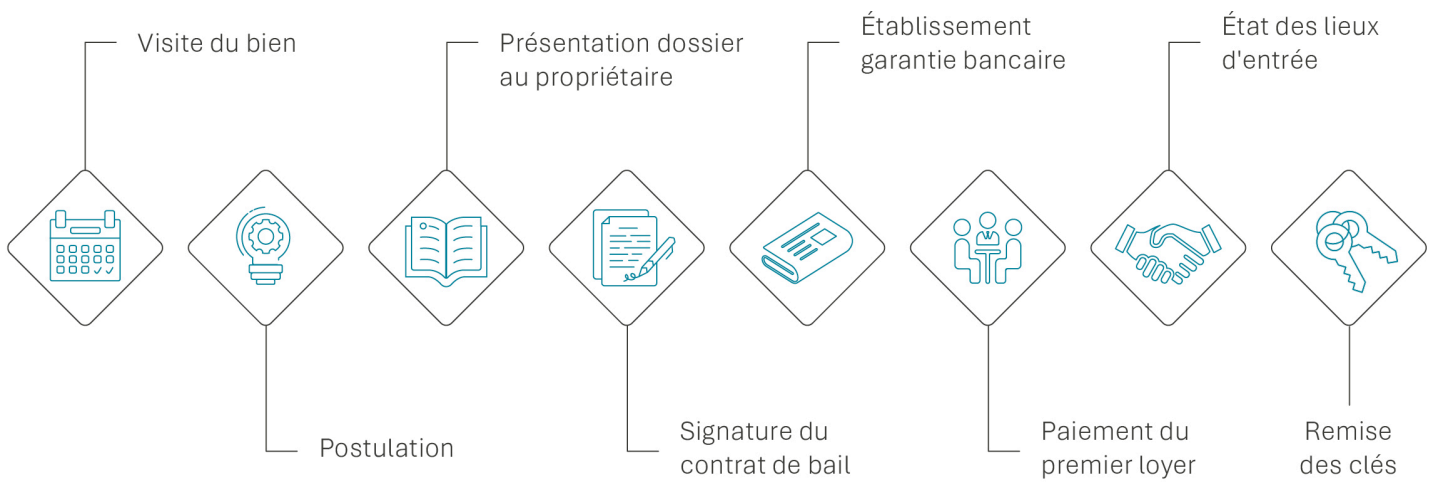 Visite du bien
Postulation
Présentation dossier
au propriétaire
Signature du
contrat de bail
Établissement
garantie bancaire
Paiement du
premier loyer
État des lieux
d'entrée
Remise
des clés